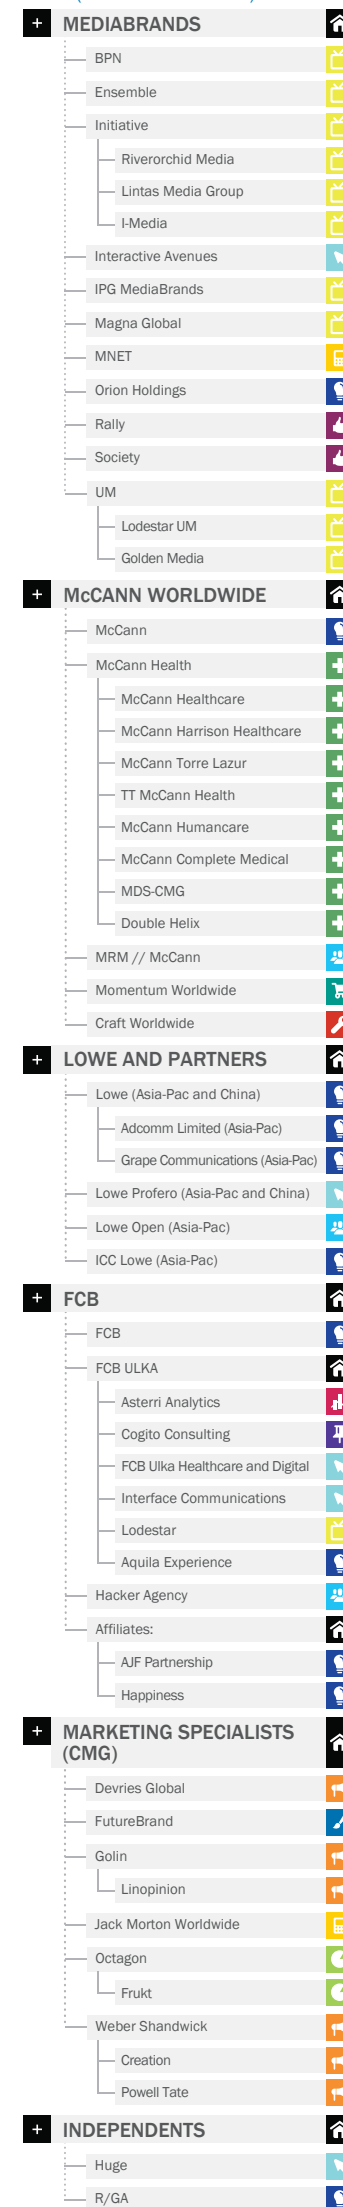 + MEDIABRANDS
BPN
Ensemble
Initiative
Riverorchid Media
Lintas Media Group
I-Media
Interactive Avenues
IPG MediaBrands
Magna Global
MNET
Orion Holdings
Rally
Society
UM
Lodestar UM
Golden Media
+ McCANN WORLDWIDE
McCann
McCann Health
McCann Healthcare
McCann Harrison Healthcare
McCann Torre Lazur
TT McCann Health
McCann Humancare
McCann Complete Medical
MDS-CMG
Double Helix
MRM // McCann
Momentum Worldwide
Craft Worldwide
+ LOWE AND PARTNERS
Lowe (Asia-Pac and China)
Adcomm Limited (Asia-Pac)
Grape Communications (Asia-Pac)
Lowe Profero (Asia-Pac and China)
Lowe Open (Asia-Pac)
ICC Lowe (Asia-Pac)
+ FCB
FCB
FCB ULKA
Asterri Analytics
Cogito Consulting
FCB Ulka Healthcare and Digital
Interface Communications
Lodestar
Aquila Experience
Hacker Agency
Affiliates:
AJF Partnership
Happiness
+ MARKETING SPECIALISTS
(CMG)
Devries Global
FutureBrand
Golin
Linopinion
Jack Morton Worldwide
Octagon
Frukt
Weber Shandwick
Creation
Powell Tate
+ INDEPENDENTS
Huge
R/GA